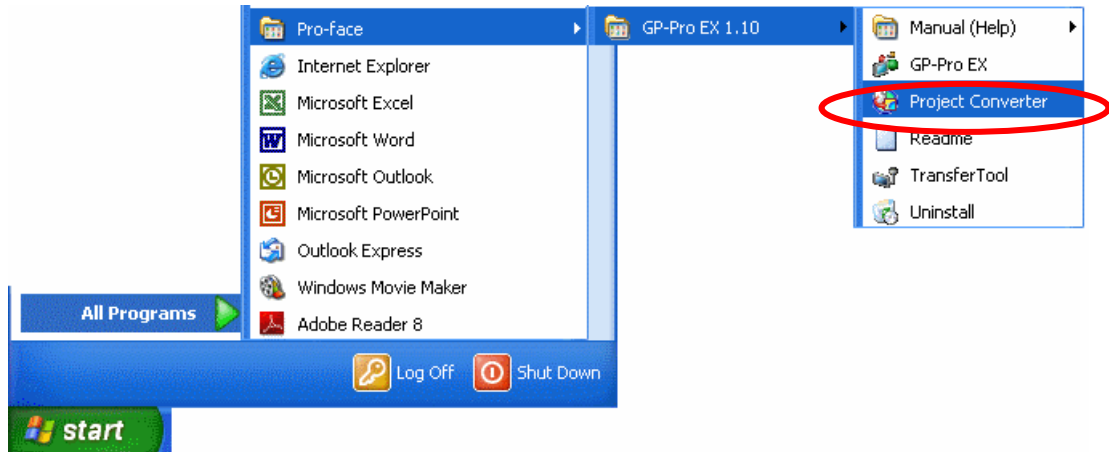 Pro-face
Internet Explorer
Microsoft Excel
Microsoft Word
Microsoft Outlook
Microsoft PowerPoint
Outlook Express
Windows Movie Maker
Adobe Reader 8
GP-Pro EX 1.10
Manual (Help)
GP-Pro EX
Project Converter
Readme
TransferTool
Uninstall
All Programs
Log Off
Shut Down
start